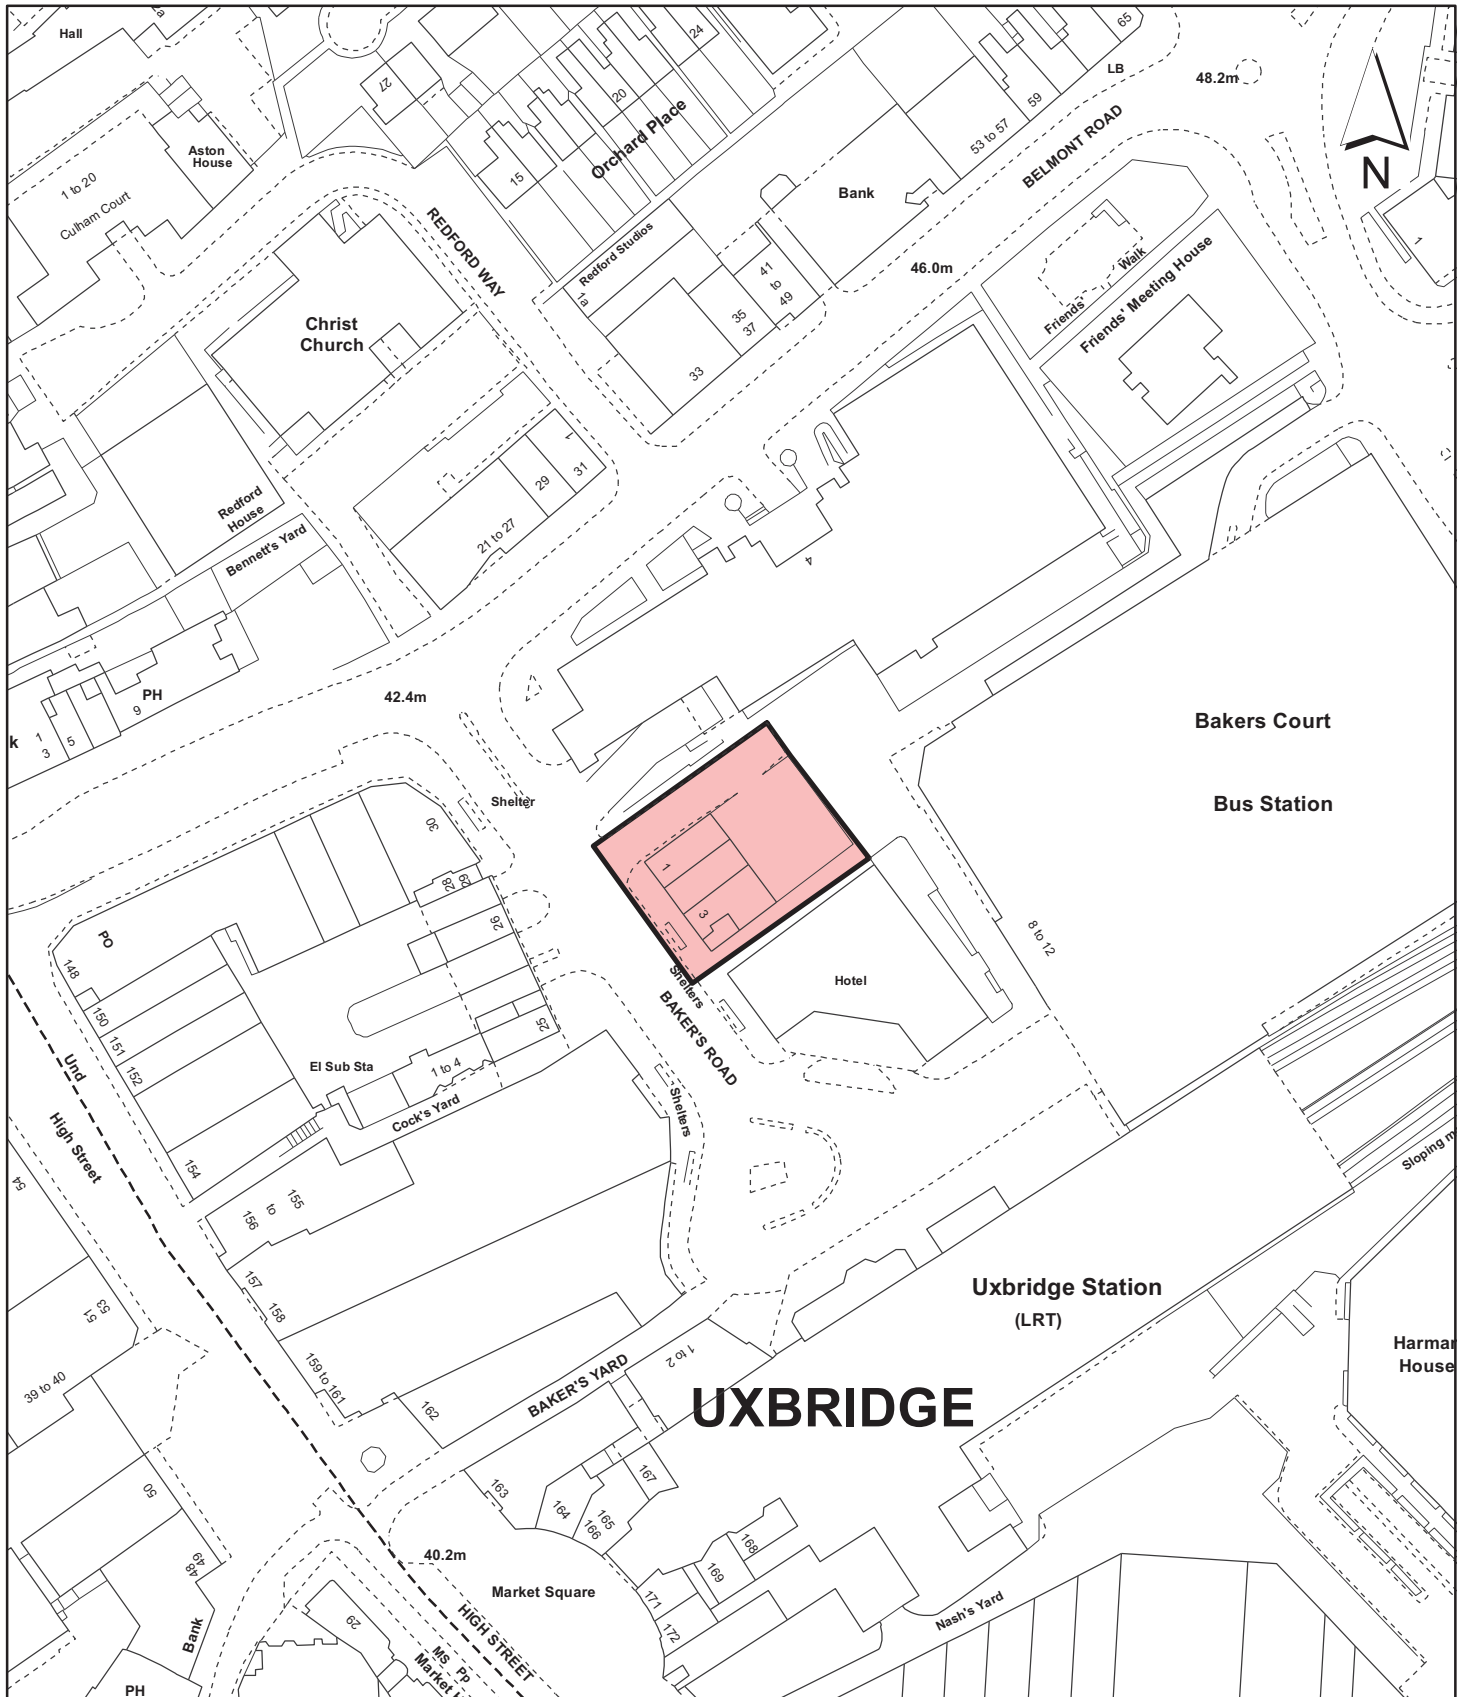 Hall
2a
65
24
LB
48.2m
27
20
59
Orchard Place
53 to 57
BELMONT ROAD
Aston
House
N
15
1 to 20
Culham Court
Bank
REDFORD WAY
Redford Studios
1
41
to
49
46.0m
Walk
Friends'
Friends' Meeting House
1a
Christ
Church
35
37
33
1
31
29
Redford
House
21 to 27
Bennett's Yard
4
PH
9
42.4m
k
1
3
5
Bakers Court
Bus Station
Shelter
30
1
28
29
3
26
8 to 12
PO
148
Shelters
Hotel
BAKER'S ROAD
150
151
152
25
Und
El Sub Sta
1 to 4
Cock's Yard
Shelters
High Street
154
54
Sloping m
155
to
156
157
158
Uxbridge Station
(LRT)
53
51
Harman
House
159 to 161
1 to 2
39 to 40
BAKER'S YARD
162
UXBRIDGE
163
167
50
164
165
166
168
40.2m
169
49
48
Market Square
171
172
Nash's Yard
HIGH STREET
Bank
29
MS
Pp
Market
PH